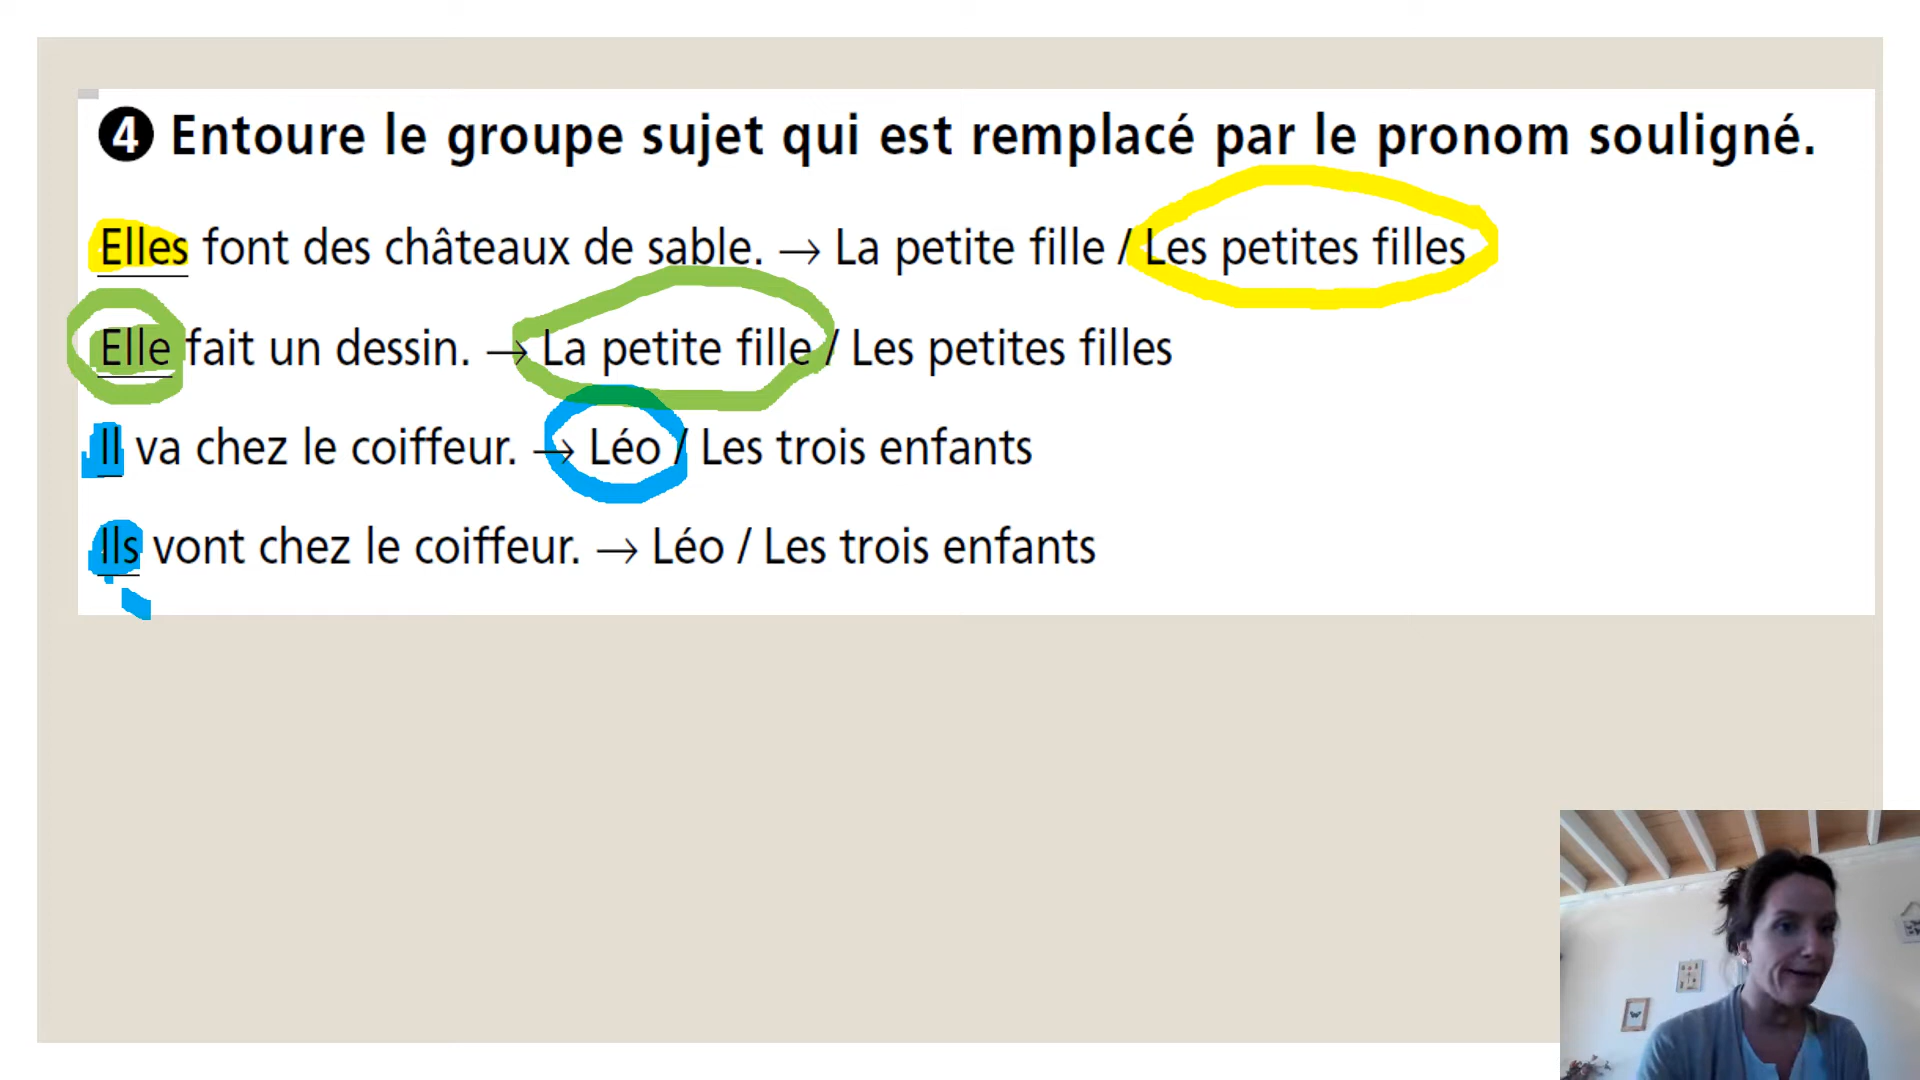 4 Entoure le groupe sujet qui est remplacé par le pronom souligné.
Elles font des châteaux de sable. → La petite fille / Les petites filles
Elle fait un dessin. → La petite fille / Les petites filles
Il va chez le coiffeur. → Léo / Les trois enfants
Ils vont chez le coiffeur. → Léo / Les trois enfants